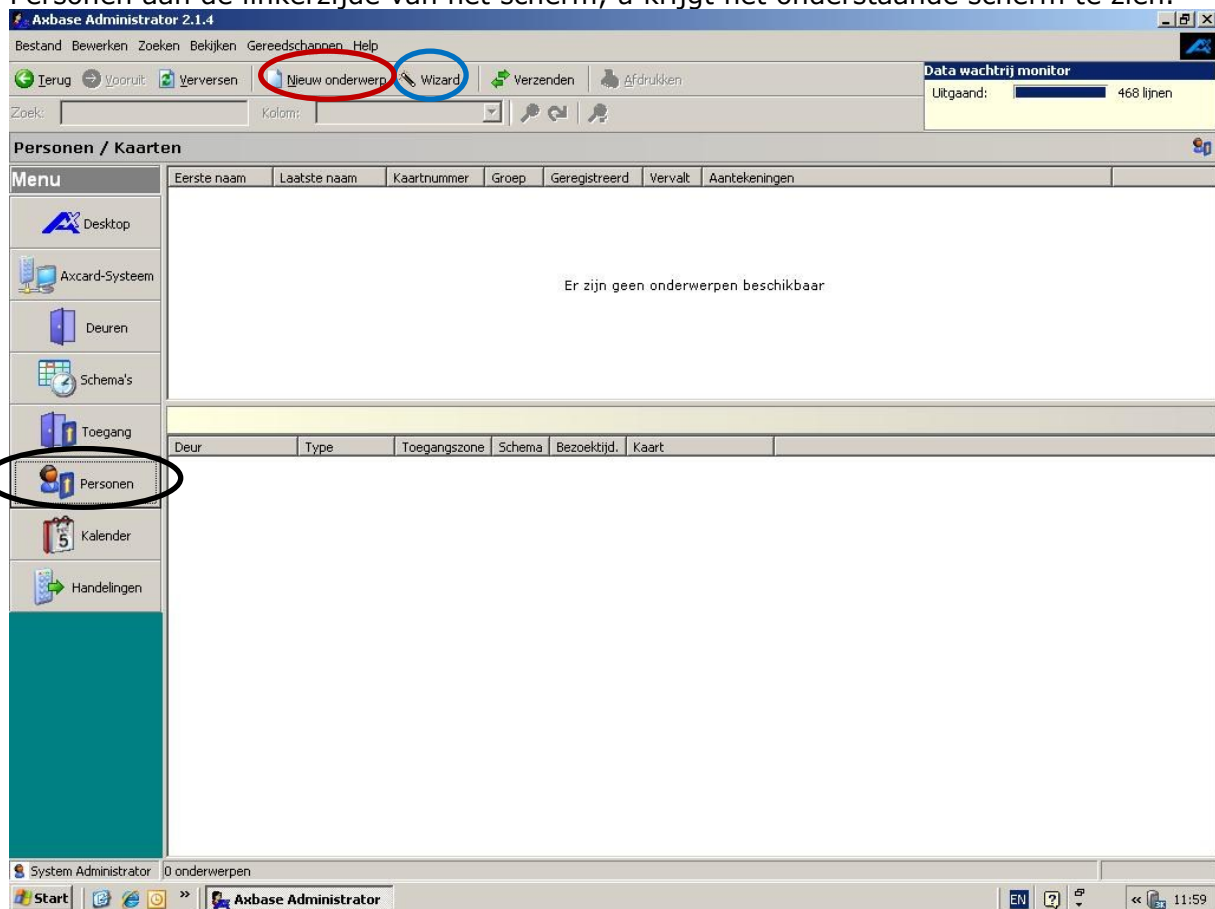 Personen aan de linkerzijde van het scherm, u krijgt het onderstaande scherm te zien.
Axbase Administrator 2.1.4
Bestand Bewerken Zoeken Bekijken Gereedschappen Help
Terug Vooruit Verversen Nieuw onderwerp Wizard Verzenden Afdrukken
Data wachtrij monitor
Uitgaand: 468 lijnen
Zoek: Kolom:
Personen / Kaarten
Menu
Eerste naam Laatste naam Kaartnummer Groep Geregistreerd Vervalt Aantekeningen
Desktop
Axcard-Systeem
Er zijn geen onderwerpen beschikbaar
Deuren
Schema's
Toegang
Deur Type Toegangszone Schema Bezoektijd. Kaart
Personen
5
Kalender
Handelingen
System Administrator 0 onderwerpen
Start » Axbase Administrator EN ? « 11:59